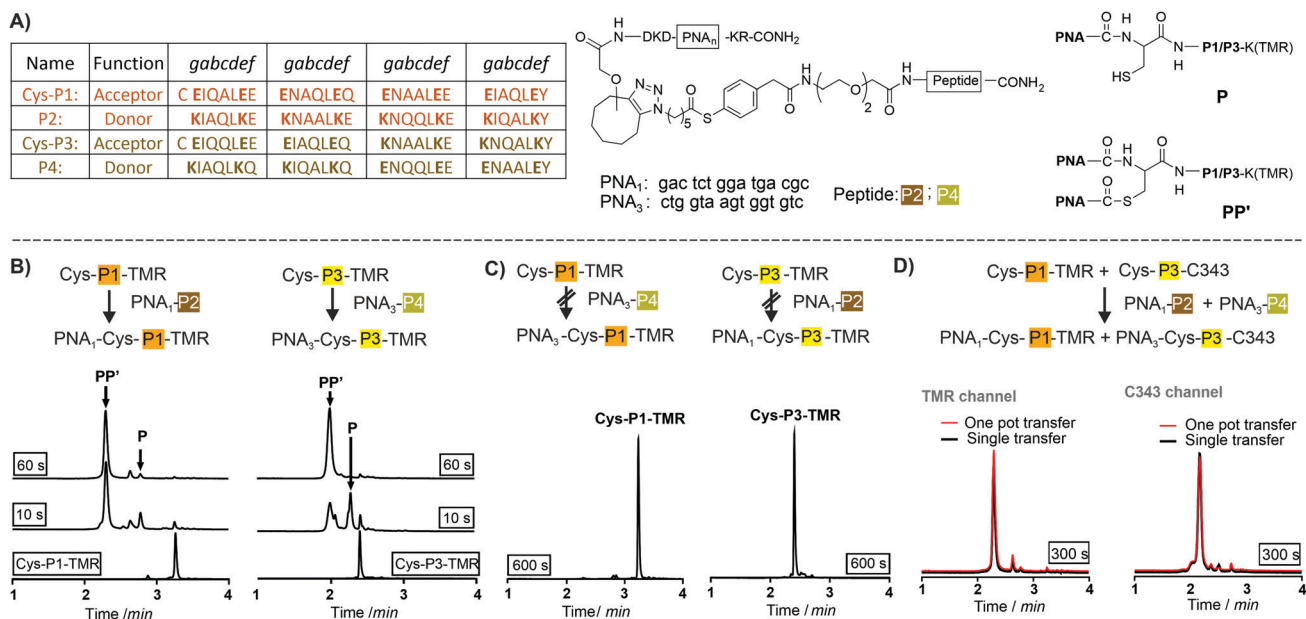 A)
Name Function gabcdef gabcdef gabcdef gabcdef
Cys-P1: Acceptor C EIQALEE ENAQLEQ ENAALEE EIAQLEY
P2: Donor KIAQLKE KNAALKE KNQQLKE KIQALKY
Cys-P3: Acceptor C EIQQLEE EIAQLEQ KNAALKE KNQALKY
P4: Donor KIAQLKQ KIQALKQ ENQQLEE ENAALEY
H
N
DKD- PNAn -KR-CONH2
O
O
N
N
N
5
O
S
O
H
N
O
2
O
H
N
Peptide
CONH2
PNA1: gac tct gga tga cgc
PNA3: ctg gta agt ggt gtc
Peptide: P2 ; P4
PNA C N H O N H P1/P3-K(TMR)
O
HS
P
O
PNA C N H O N H P1/P3-K(TMR)
O
PNA C S
PP'
B)
Cys-P1-TMR
PNA1-P2
PNA1-Cys-P1-TMR
PP'
P
60 s
10 s
Cys-P1-TMR
1 2 3 4
Time /min
Cys-P3-TMR
PNA3-P4
PNA3-Cys-P3-TMR
PP'
P
60 s
10 s
Cys-P3-TMR
1 2 3 4
Time /min
C)
Cys-P1-TMR
PNA3-P4
PNA3-Cys-P1-TMR
Cys-P1-TMR
600 s
1 2 3 4
Time / min
Cys-P3-TMR
PNA1-P2
PNA1-Cys-P3-TMR
Cys-P3-TMR
600 s
1 2 3 4
Time / min
D)
Cys-P1-TMR + Cys-P3-C343
PNA1-P2 + PNA3-P4
PNA1-Cys-P1-TMR + PNA3-Cys-P3-C343
TMR channel
One pot transfer
Single transfer
300 s
1 2 3 4
Time / min
C343 channel
One pot transfer
Single transfer
300 s
1 2 3 4
Time / min